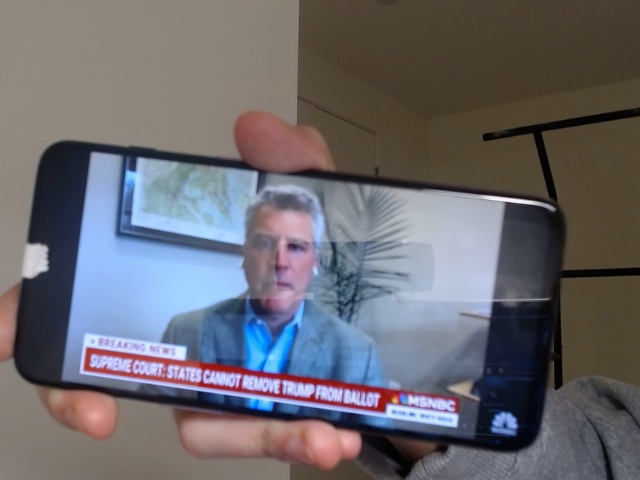 BREAKING NEWS
SUPREME COURT: STATES CANNOT REMOVE TRUMP FROM BALLOT
MSNBC